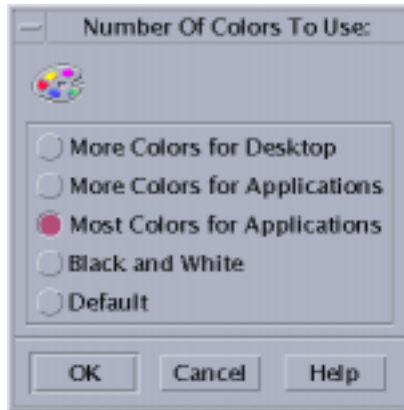 Number Of Colors To Use:
More Colors for Desktop
More Colors for Applications
Most Colors for Applications
Black and White
Default
OK Cancel Help